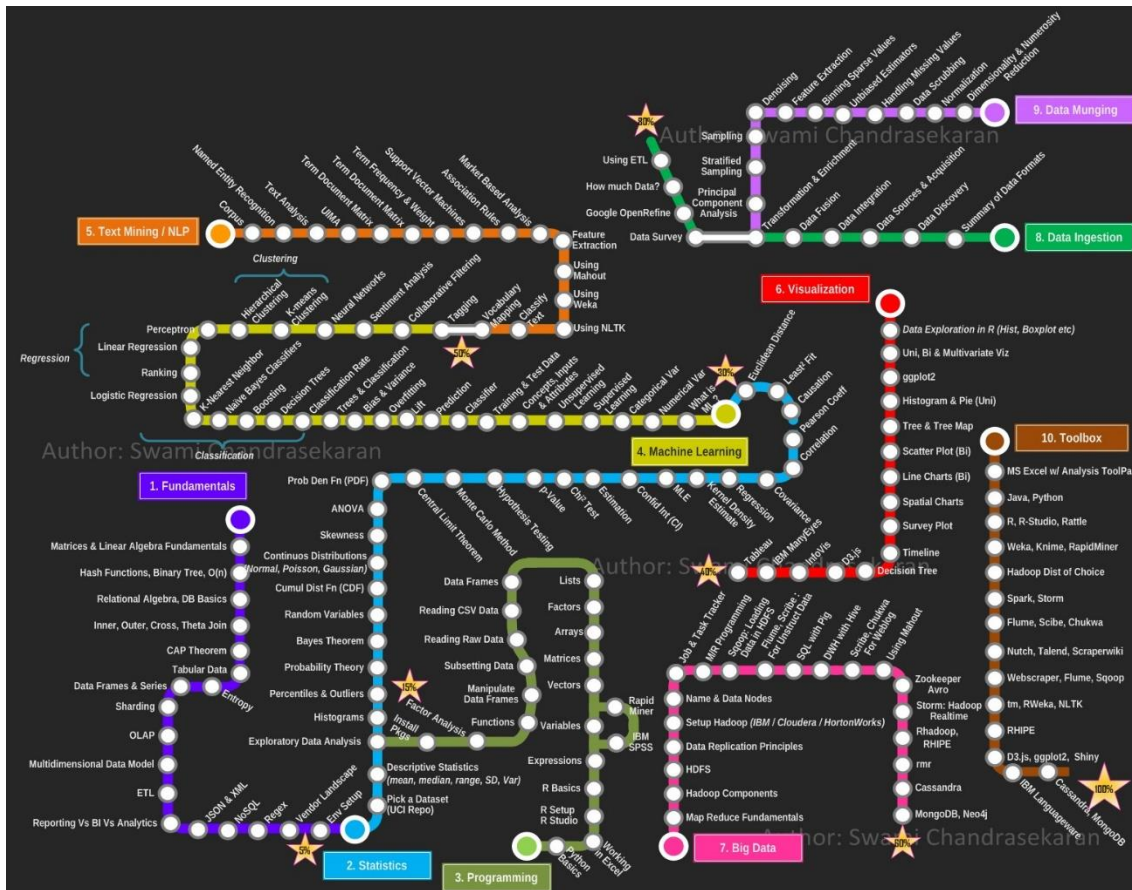 1. Fundamentals
Matrices & Linear Algebra Fundamentals
Hash Functions, Binary Tree, O(n)
Relational Algebra, DB Basics
Inner, Outer, Cross, Theta Join
CAP Theorem
Tabular Data
Entropy
Data Frames & Series
Sharding
OLAP
Multidimensional Data Model
ETL
Reporting Vs BI Vs Analytics
JSON & XML
NoSQL
Regex
Vendor Landscape
Env Setup
5%
2. Statistics
Pick a Dataset
(UCI Repo)
Descriptive Statistics
(mean, median, range, SD, Var)
Exploratory Data Analysis
Histograms
Percentiles & Outliers
Probability Theory
Bayes Theorem
Random Variables
Cumul Dist Fn (CDF)
Continuos Distributions
(Normal, Poisson, Gaussian)
Skewness
ANOVA
Prob Den Fn (PDF)
Central Limit Theorem
Monte Carlo Method
Hypothesis Testing
p-Value
Chi² Test
Estimation
Confid Int (CI)
MLE
Kernel Density
Estimate
Regression
Covariance
Correlation
Pearson Coeff
Causation
Least² Fit
Euclidean Distance
30%
3. Programming
Python
Basics
Working
in Excel
R Setup
R Studio
R Basics
Expressions
Variables
IBM
SPSS
Rapid
Miner
Vectors
Matrices
Arrays
Factors
Lists
Data Frames
Reading CSV Data
Reading Raw Data
Subsetting Data
Manipulate
Data Frames
Functions
Factor Analysis
Install
Pkgs
15%
4. Machine Learning
What Is
ML?
Numerical Var
Categorical Var
Supervised
Learning
Unsupervised
Learning
Concepts, Inputs
& Attributes
Training & Test Data
Classifier
Prediction
Lift
Overfitting
Bias & Variance
Trees & Classification
Classification Rate
Decision Trees
Boosting
Naïve Bayes Classifiers
K-Nearest Neighbor
Classification
Logistic Regression
Ranking
Linear Regression
Regression
Perceptron
Hierarchical
Clustering
K-means
Clustering
Clustering
Neural Networks
Sentiment Analysis
Collaborative Filtering
Tagging
50%
5. Text Mining / NLP
Corpus
Named Entity Recognition
Text Analysis
UIMA
Term Document Matrix
Term Document Matrix
Term Frequency & Weight
Support Vector Machines
Association Rules
Market Based Analysis
Feature
Extraction
Using
Mahout
Using
Weka
Using NLTK
Classify
Text
Vocabulary
Mapping
6. Visualization
Data Exploration in R (Hist, Boxplot etc)
Uni, Bi & Multivariate Viz
ggplot2
Histogram & Pie (Uni)
Tree & Tree Map
Scatter Plot (Bi)
Line Charts (Bi)
Spatial Charts
Survey Plot
Timeline
Decision Tree
D3.js
InfoVis
IBM ManyEyes
Tableau
40%
7. Big Data
Map Reduce Fundamentals
Hadoop Components
HDFS
Data Replication Principles
Setup Hadoop (IBM / Cloudera / HortonWorks)
Name & Data Nodes
Job & Task Tracker
M/R Programming
Sqoop: Loading
Data in HDFS
Flume, Scribe :
For Unstruct Data
SQL with Pig
DWH with Hive
Scribe, Chukwa
For Weblog
Using Mahout
Zookeeper
Avro
Storm: Hadoop
Realtime
Rhadoop,
RHIPE
rmr
Cassandra
MongoDB, Neo4j
60%
8. Data Ingestion
Summary of Data Formats
Data Discovery
Data Sources & Acquisition
Data Integration
Data Fusion
Transformation & Enrichment
Data Survey
Google OpenRefine
How much Data?
Using ETL
80%
9. Data Munging
Dimensionality & Numerosity
Reduction
Normalization
Data Scrubbing
Handling Missing Values
Unbiased Estimators
Binning Sparse Values
Feature Extraction
Denoising
Sampling
Stratified
Sampling
Principal
Component
Analysis
10. Toolbox
MS Excel w/ Analysis ToolPa
Java, Python
R, R-Studio, Rattle
Weka, Knime, RapidMiner
Hadoop Dist of Choice
Spark, Storm
Flume, Scibe, Chukwa
Nutch, Talend, Scraperwiki
Webscraper, Flume, Sqoop
tm, RWeka, NLTK
RHIPE
D3.js, ggplot2, Shiny
IBM Languageware
Cassandra, MongoDB
100%
Author: Swami Chandrasekaran
Author: Swami Chandrasekaran
Author: Swami Chandrasekaran
Author: Swami Chandrasekaran